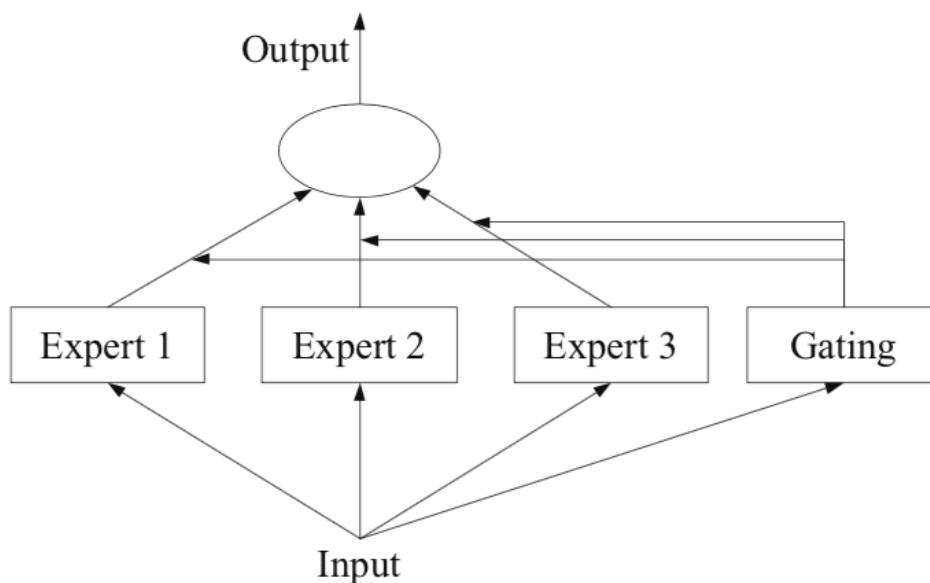 Output
Expert 1
Expert 2
Expert 3
Gating
Input